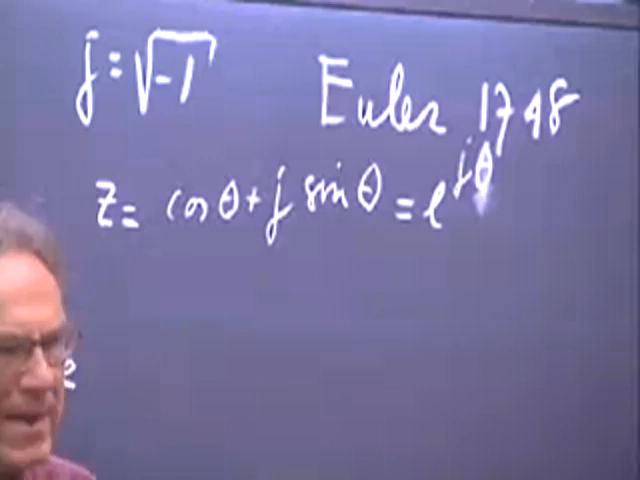 j = √-1
Euler 1748
z = cos θ + j sin θ = e^{jθ}